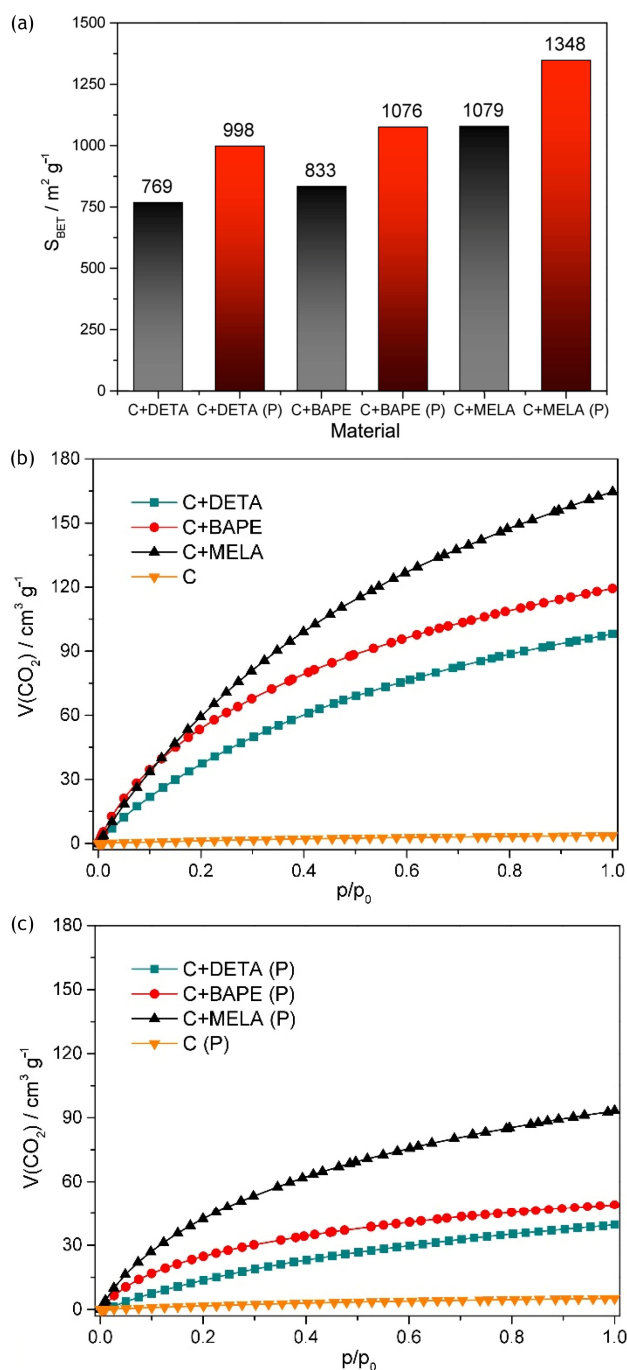 (a)
S_BET / m² g⁻¹
1500
1250
1000
750
500
250
0
769
998
833
1076
1079
1348
C+DETA C+DETA (P) C+BAPE C+BAPE (P) C+MELA C+MELA (P)
Material
(b)
V(CO₂) / cm³ g⁻¹
180
150
120
90
60
30
0
C+DETA
C+BAPE
C+MELA
C
0.0 0.2 0.4 0.6 0.8 1.0
p/p₀
(c)
V(CO₂) / cm³ g⁻¹
180
150
120
90
60
30
0
C+DETA (P)
C+BAPE (P)
C+MELA (P)
C (P)
0.0 0.2 0.4 0.6 0.8 1.0
p/p₀